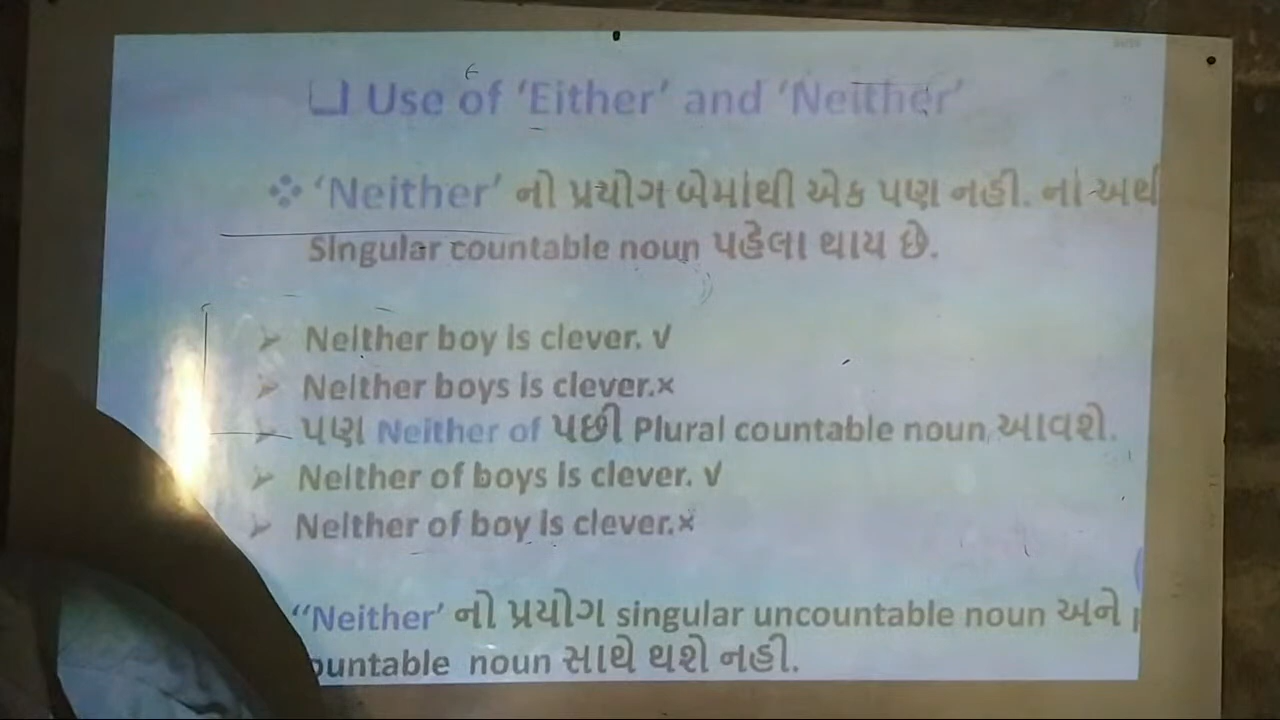 ❑ Use of ‘Either’ and ‘Neither’
❖ ‘Neither’ નો પ્રયોગ બેમાંથી એક પણ નહી. નાં અર્થ
Singular countable noun પહેલા થાય છે.
➢ Neither boy is clever. √
➢ Neither boys is clever.×
➢ પણ Neither of પછી Plural countable noun આવશે.
➢ Neither of boys is clever. √
➢ Neither of boy is clever.×
‘‘Neither’ નો પ્રયોગ singular uncountable noun અને
ountable noun સાથે થશે નહી.